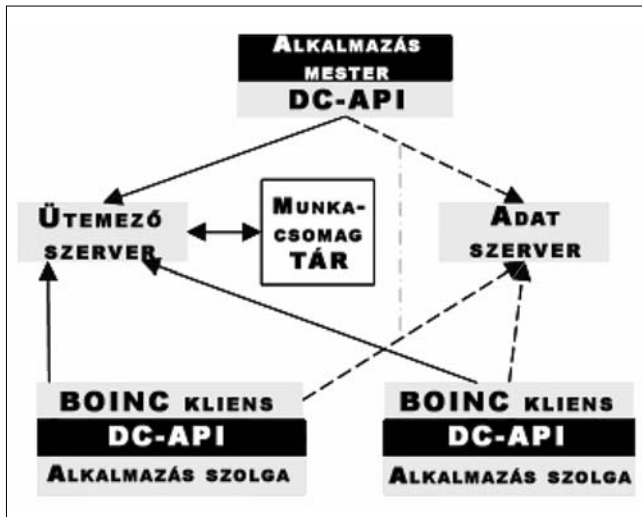 ALKALMAZÁS
MESTER
DC-API
ÜTEMEZŐ
SZERVER
MUNKA-
CSOMAG
TÁR
ADAT
SZERVER
BOINC KLIENS
DC-API
ALKALMAZÁS SZOLGA
BOINC KLIENS
DC-API
ALKALMAZÁS SZOLGA